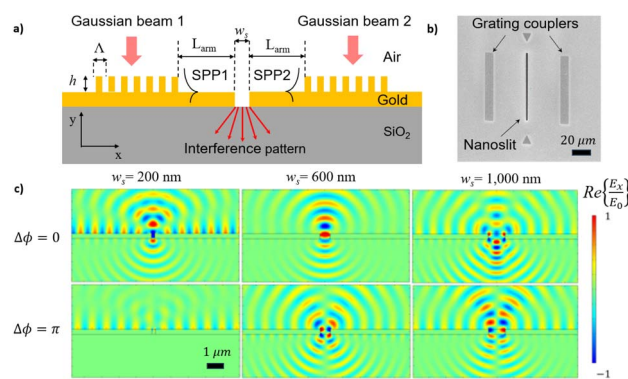 a)
Gaussian beam 1
Gaussian beam 2
b)
Grating couplers
Λ
L_arm
w_s
L_arm
Air
h
SPP1
SPP2
Gold
y
x
SiO₂
Interference pattern
Nanoslit
20 μm
c)
w_s= 200 nm
w_s= 600 nm
w_s= 1,000 nm
Re{E_x/E_0}
1
Δϕ = 0
Δϕ = π
1 μm
−1